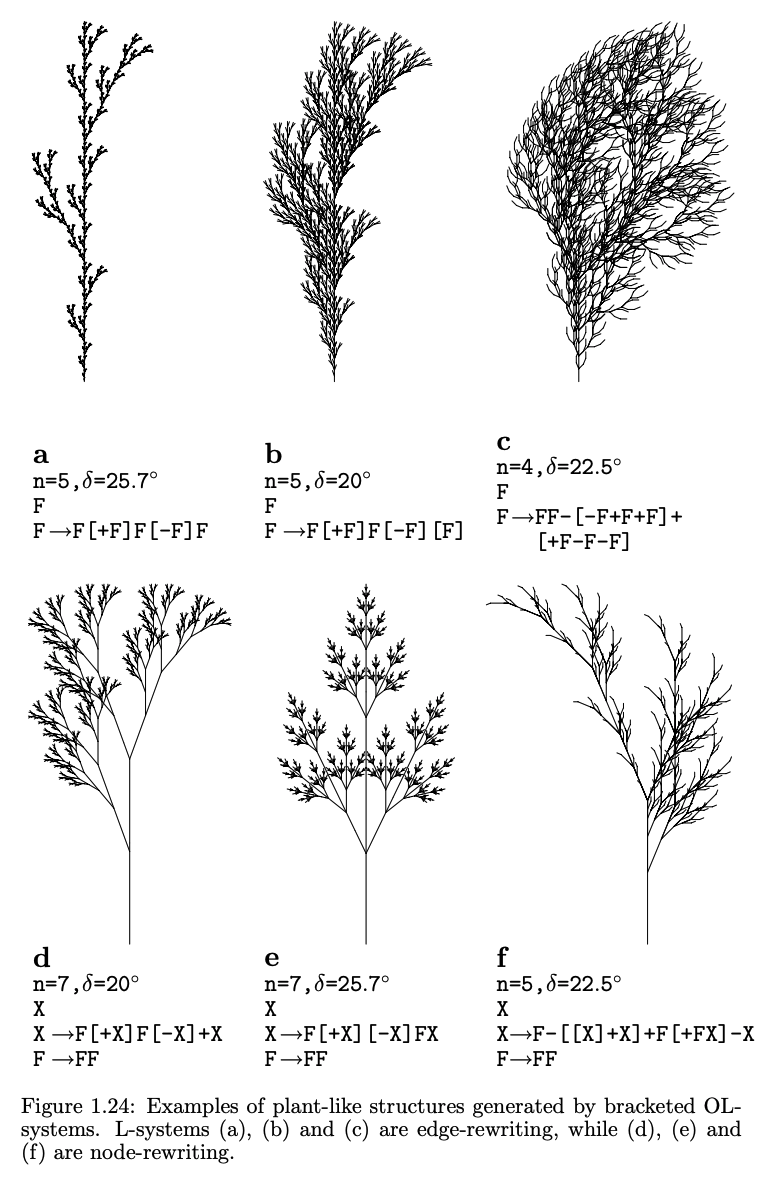 a
n=5,δ=25.7°
F
F→F[+F]F[-F]F
b
n=5,δ=20°
F
F →F[+F]F[-F][F]
c
n=4,δ=22.5°
F
F→FF-[-F+F+F]+
[+F-F-F]
d
n=7,δ=20°
X
X →F[+X]F[-X]+X
F →FF
e
n=7,δ=25.7°
X
X→F[+X][-X]FX
F→FF
f
n=5,δ=22.5°
X
X→F-[[X]+X]+F[+FX]-X
F→FF
Figure 1.24: Examples of plant-like structures generated by bracketed OL-
systems. L-systems (a), (b) and (c) are edge-rewriting, while (d), (e) and
(f) are node-rewriting.